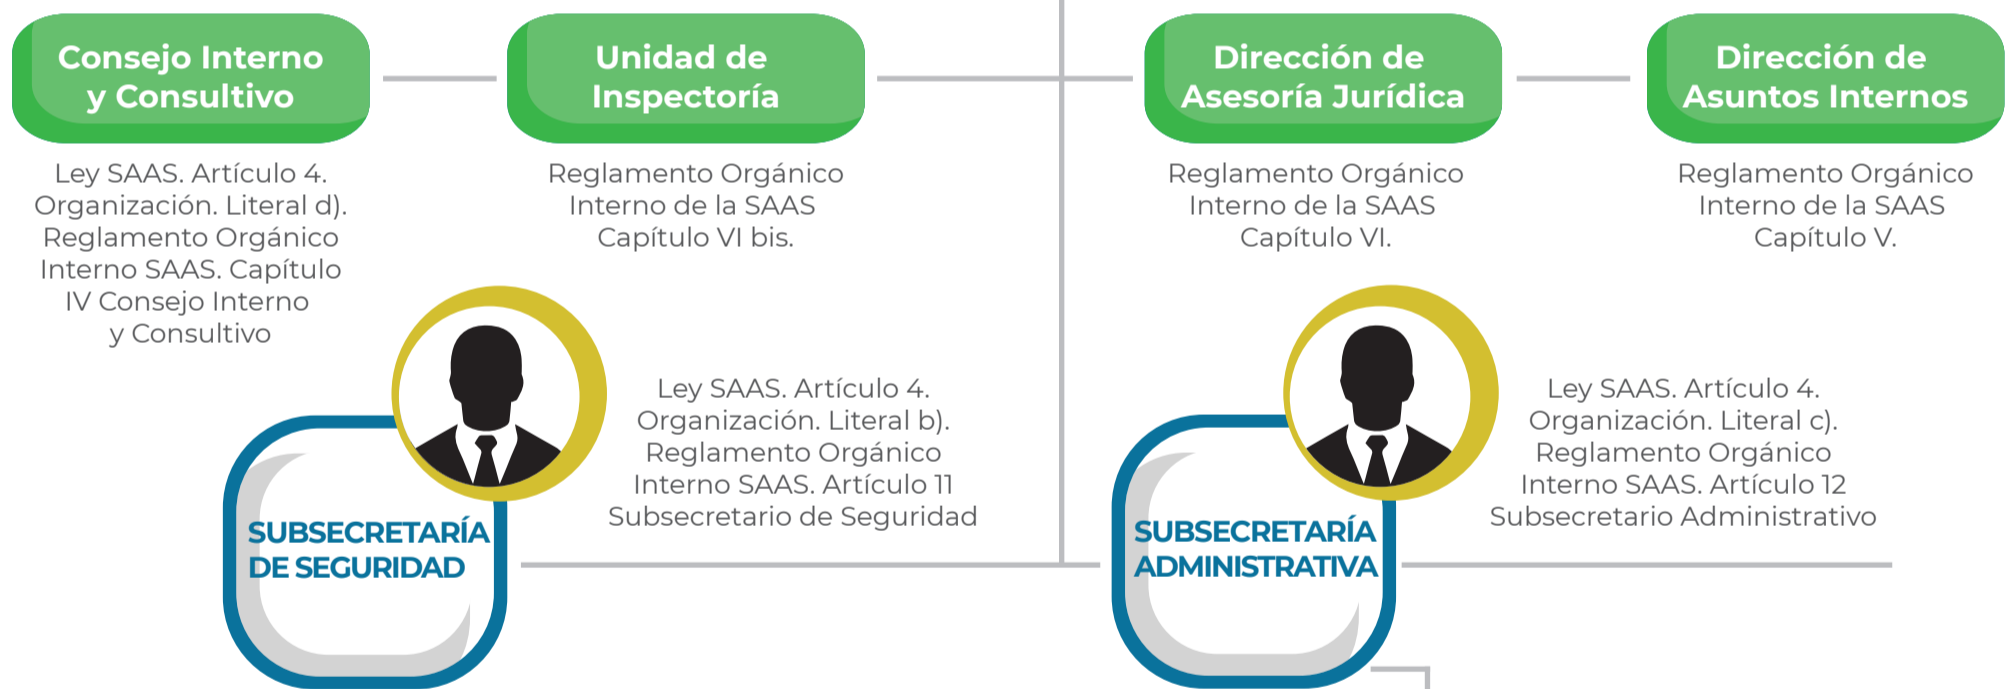 Consejo Interno
y Consultivo
Unidad de
Inspectoría
Dirección de
Asesoría Jurídica
Dirección de
Asuntos Internos
Ley SAAS. Artículo 4.
Organización. Literal d).
Reglamento Orgánico
Interno SAAS. Capítulo
IV Consejo Interno
y Consultivo
Reglamento Orgánico
Interno de la SAAS
Capítulo VI bis.
Reglamento Orgánico
Interno de la SAAS
Capítulo VI.
Reglamento Orgánico
Interno de la SAAS
Capítulo V.
SUBSECRETARÍA
DE SEGURIDAD
Ley SAAS. Artículo 4.
Organización. Literal b).
Reglamento Orgánico
Interno SAAS. Artículo 11
Subsecretario de Seguridad
SUBSECRETARÍA
ADMINISTRATIVA
Ley SAAS. Artículo 4.
Organización. Literal c).
Reglamento Orgánico
Interno SAAS. Artículo 12
Subsecretario Administrativo